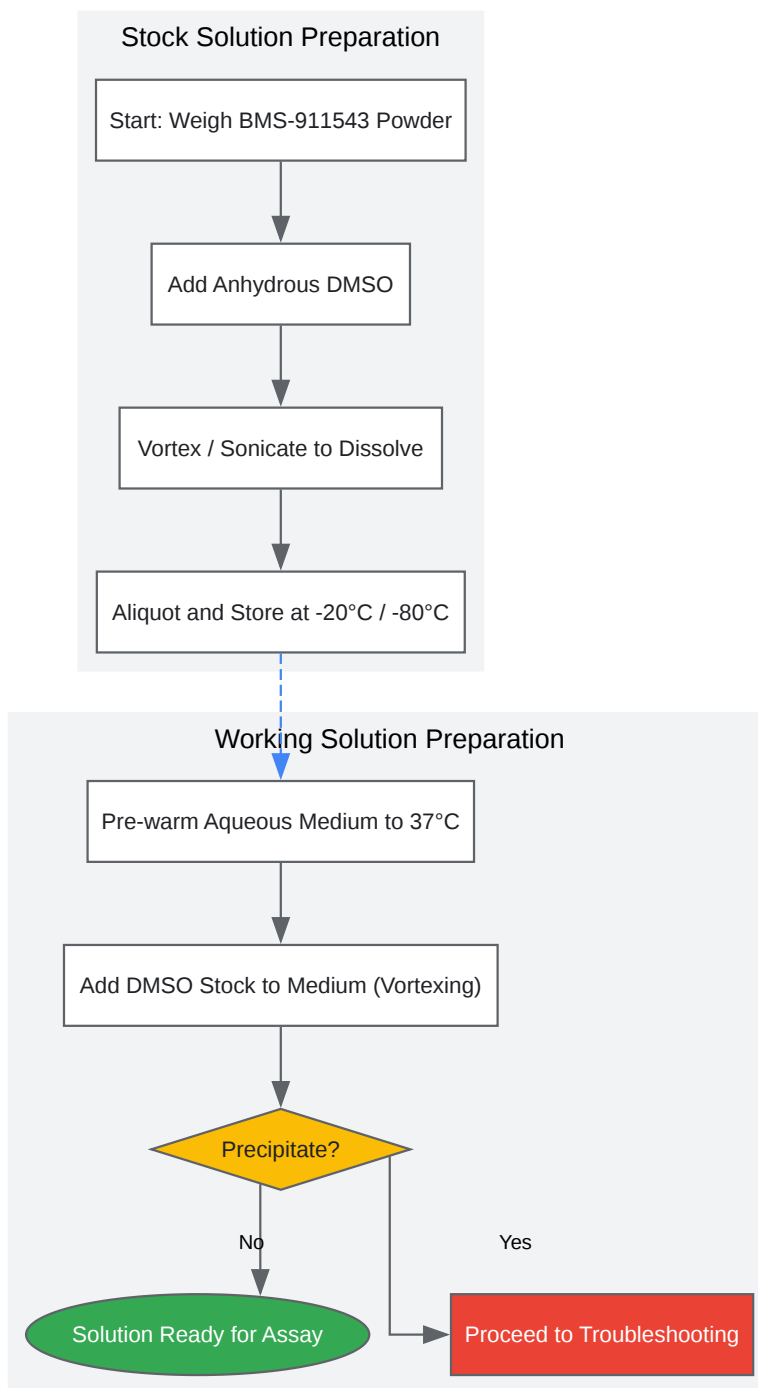 Stock Solution Preparation
Start: Weigh BMS-911543 Powder
Add Anhydrous DMSO
Vortex / Sonicate to Dissolve
Aliquot and Store at -20°C / -80°C
Working Solution Preparation
Pre-warm Aqueous Medium to 37°C
Add DMSO Stock to Medium (Vortexing)
Precipitate?
No
Yes
Solution Ready for Assay
Proceed to Troubleshooting